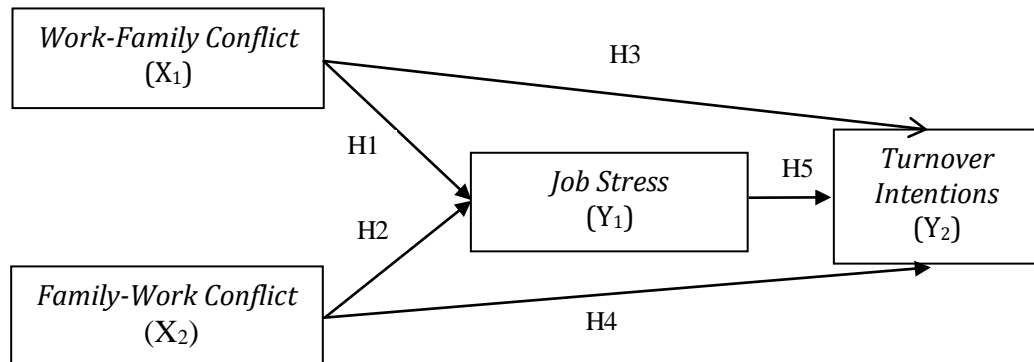 Work-Family Conflict
(X₁)
H3
H1
Job Stress
(Y₁)
H5
Turnover
Intentions
(Y₂)
H2
Family-Work Conflict
(X₂)
H4